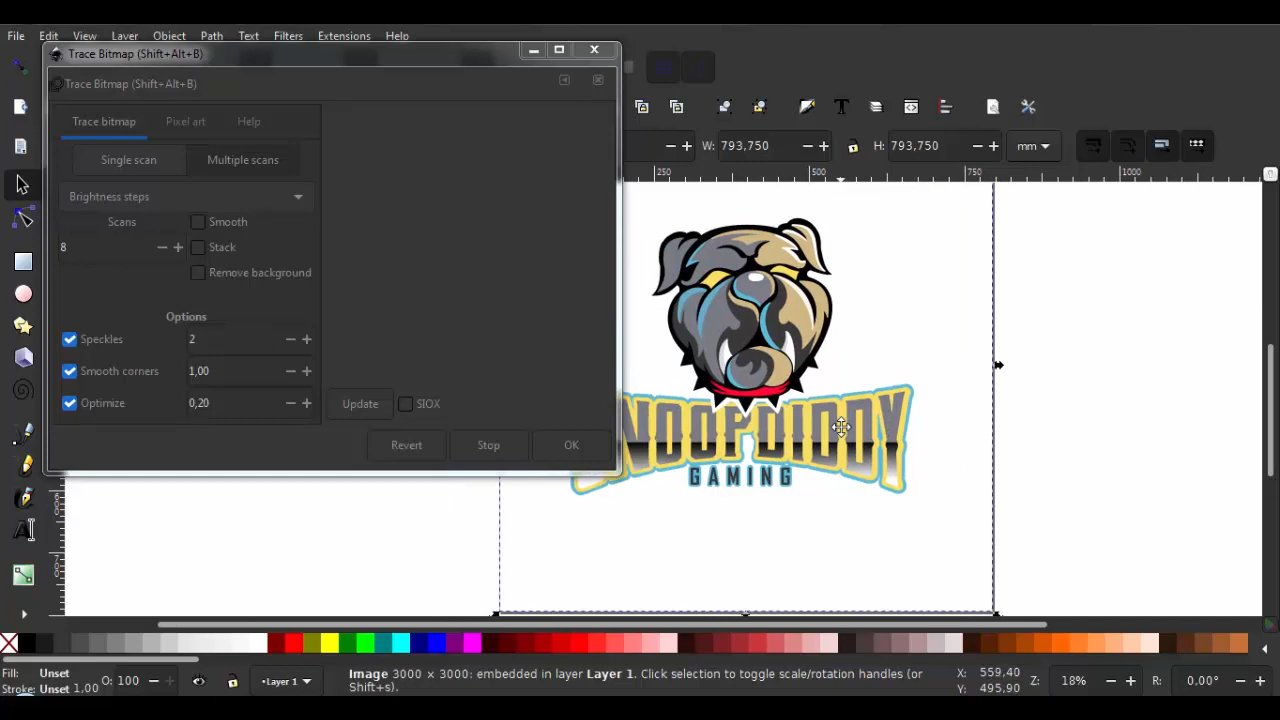 File Edit View Layer Object Path Text Filters Extensions Help
Trace Bitmap (Shift+Alt+B)
Trace Bitmap (Shift+Alt+B)
Trace bitmap Pixel art Help
Single scan Multiple scans
Brightness steps
Scans Smooth
8 Stack
Remove background
Options
Speckles 2
Smooth corners 1,00
Optimize 0,20
Update SIOX
Revert Stop OK
W: 793,750 H: 793,750 mm
250 500 750 1000
NOOPDIDDY
GAMING
Fill: Unset
Stroke: Unset 1,00
O: 100
•Layer 1
Image 3000 × 3000: embedded in layer Layer 1. Click selection to toggle scale/rotation handles (or
Shift+s).
X: 559,40
Y: 495,90
Z: 18%
R: 0.00°